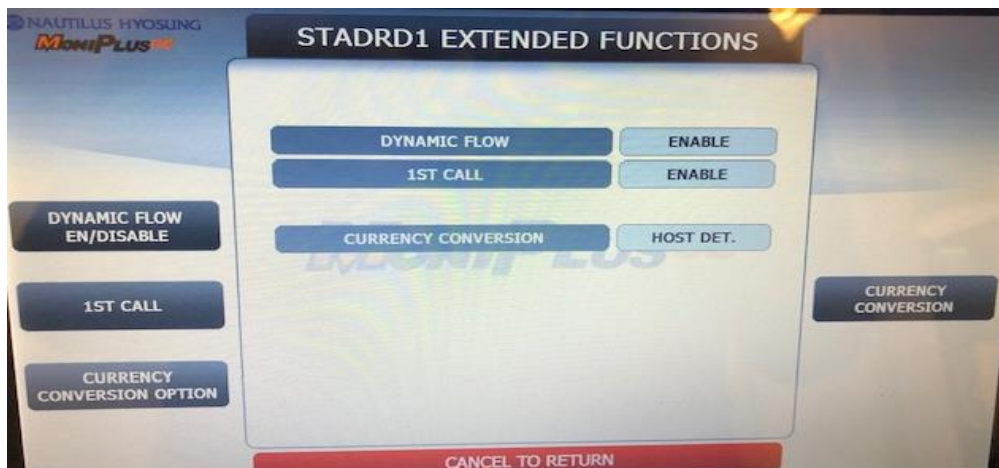 NAUTILUS HYOSUNG
MONIPLUS
STADRD1 EXTENDED FUNCTIONS
DYNAMIC FLOW ENABLE
1ST CALL ENABLE
DYNAMIC FLOW
EN/DISABLE
CURRENCY CONVERSION HOST DET.
MONIPLUS
1ST CALL
CURRENCY
CONVERSION
CURRENCY
CONVERSION OPTION
CANCEL TO RETURN